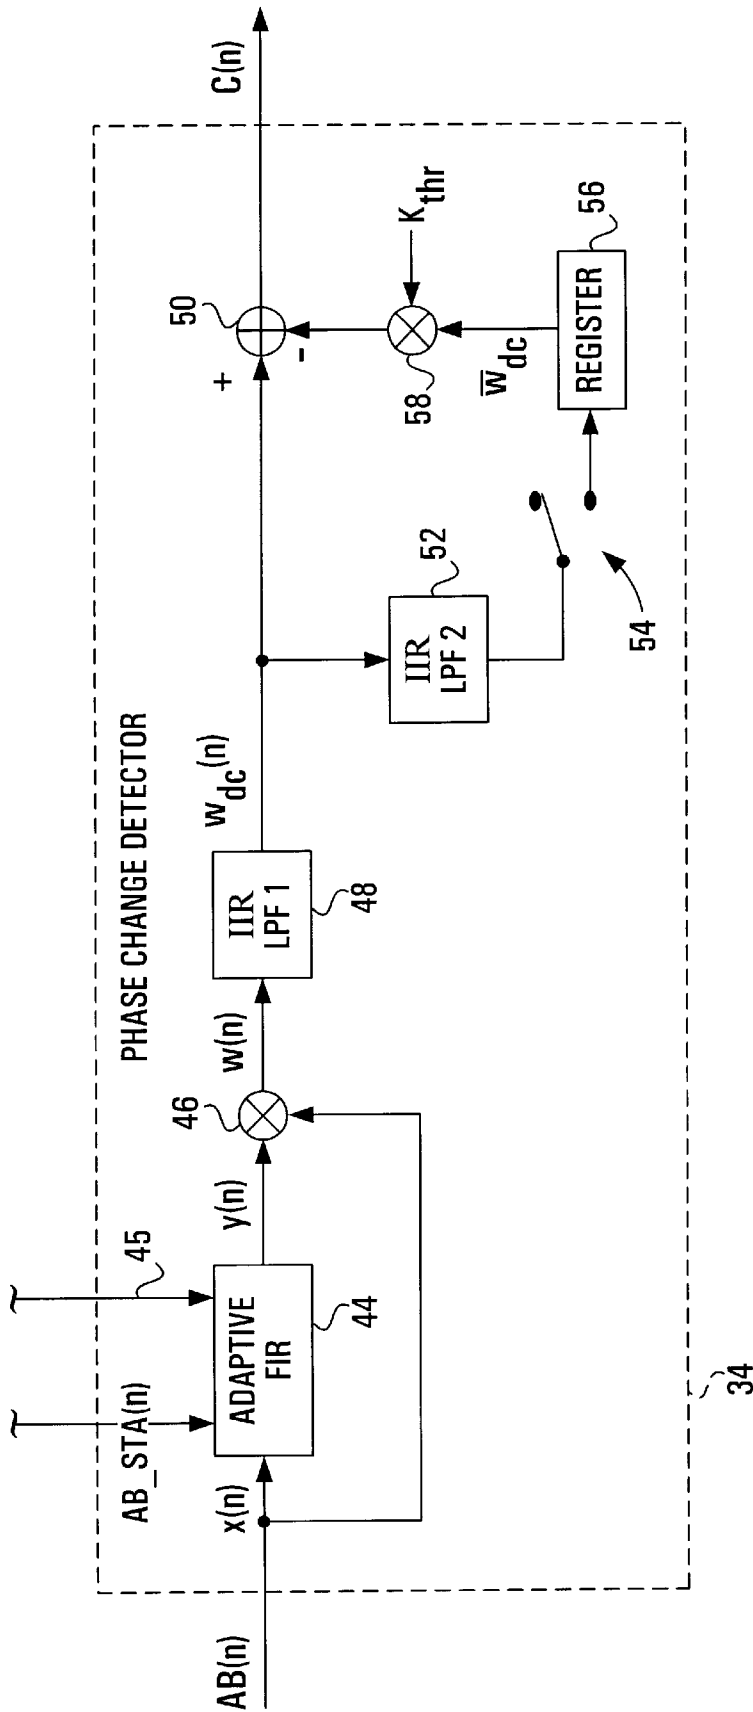 PHASE CHANGE DETECTOR
AB(n)
x(n)
AB_STA(n)
45
ADAPTIVE
FIR
44
y(n)
46
w(n)
IIR
LPF 1
48
w_dc(n)
IIR
LPF 2
52
54
REGISTER
56
w̅_dc
58
K_thr
+
-
50
C(n)
34